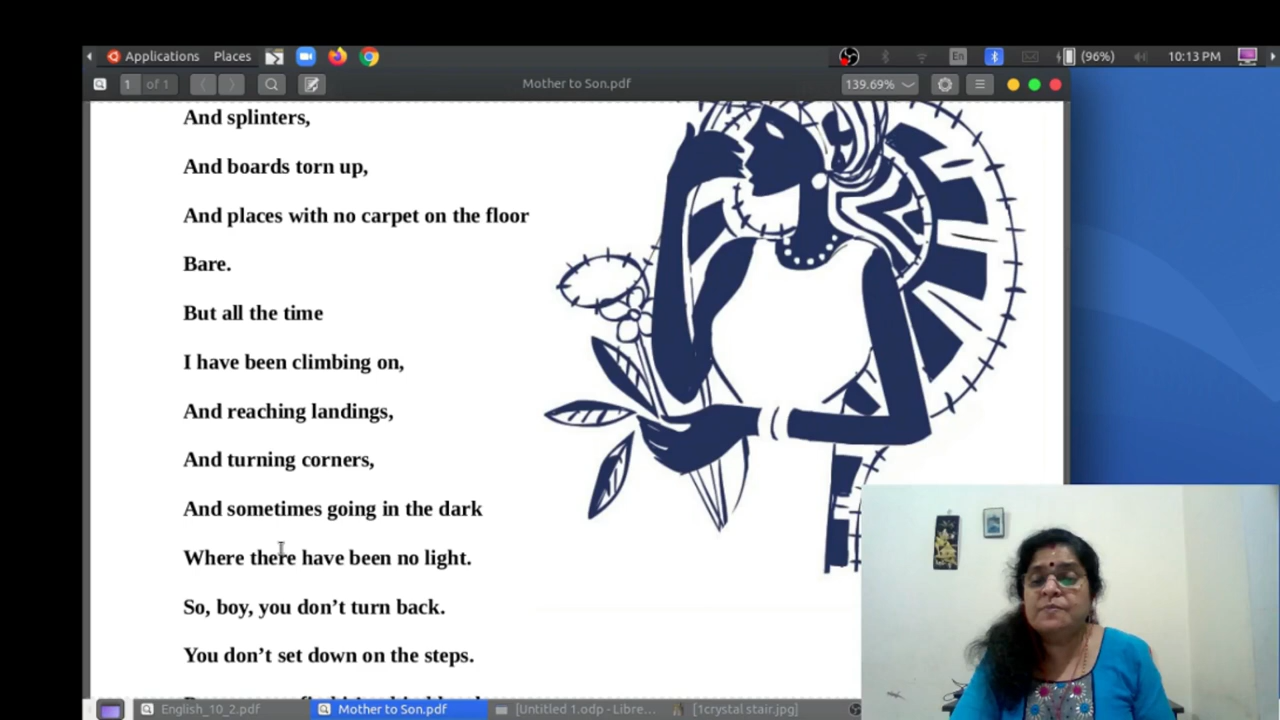 Applications Places En (96%) 10:13 PM
1 of 1 Mother to Son.pdf 139.69%
And splinters,
And boards torn up,
And places with no carpet on the floor
Bare.
But all the time
I have been climbing on,
And reaching landings,
And turning corners,
And sometimes going in the dark
Where there have been no light.
So, boy, you don’t turn back.
You don’t set down on the steps.
English_10_2.pdf Mother to Son.pdf [Untitled 1.odp - Libre... [1crystal stair.jpg]